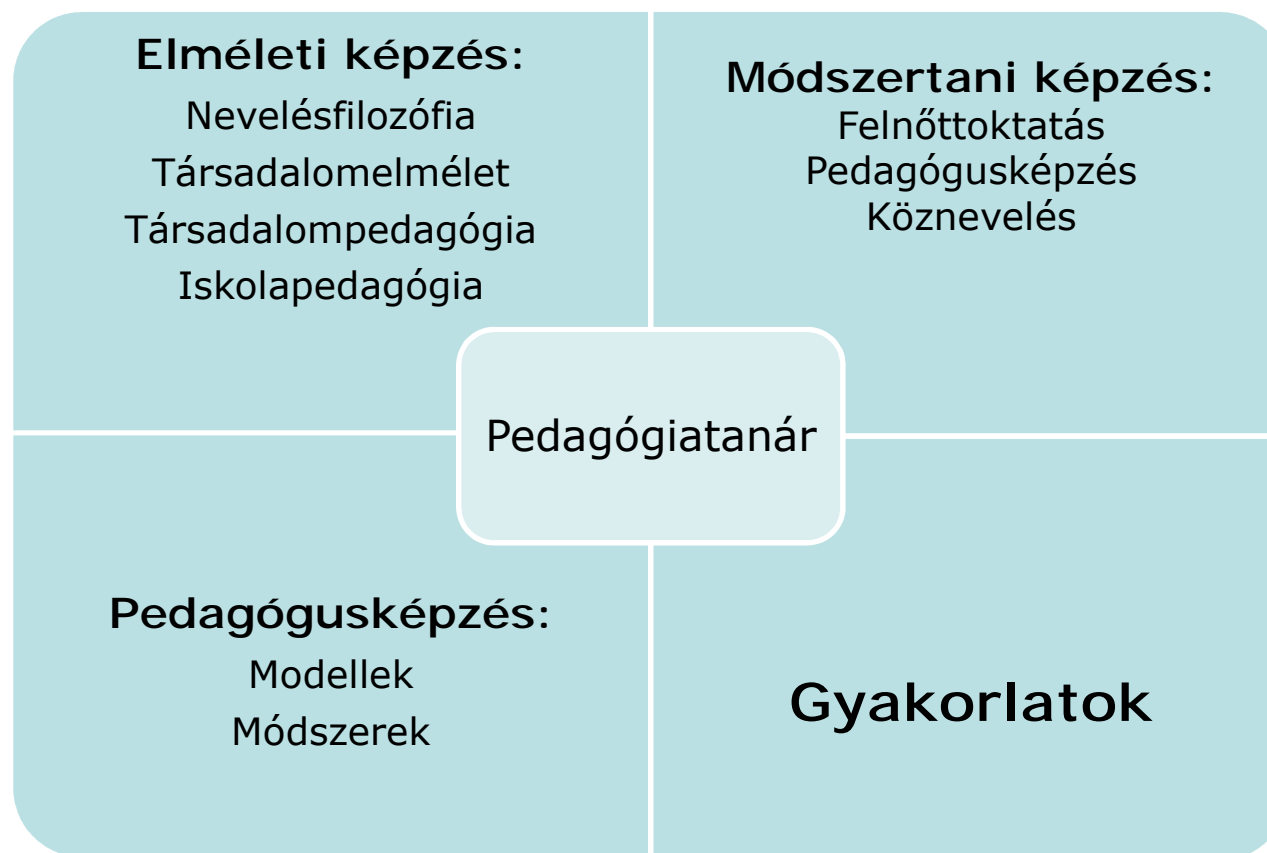 Elméleti képzés:
Nevelésfilozófia
Társadalomelmélet
Társadalompedagógia
Iskolapedagógia
Módszertani képzés:
Felnőttoktatás
Pedagógusképzés
Köznevelés
Pedagógiatanár
Pedagógusképzés:
Modellek
Módszerek
Gyakorlatok